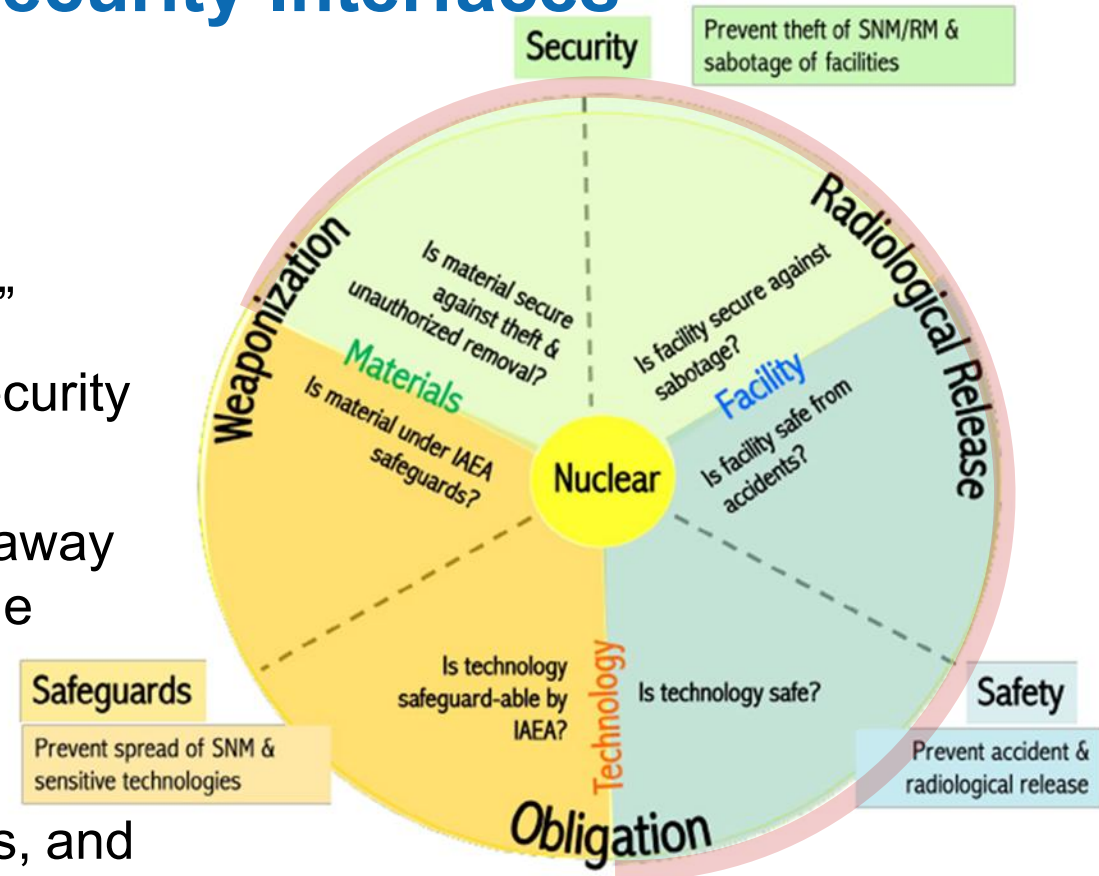 ecurity Interfaces
Security
Prevent theft of SNM/RM &
sabotage of facilities
”
curity
away
e
s, and
Weaponization
Radiological Release
Obligation
Is material secure
against theft &
unauthorized removal?
Materials
Is material under IAEA
safeguards?
Is facility secure against
sabotage?
Facility
Is facility safe from
accidents?
Nuclear
Is technology
safeguard-able by
IAEA?
Technology
Is technology safe?
Safeguards
Prevent spread of SNM &
sensitive technologies
Safety
Prevent accident &
radiological release